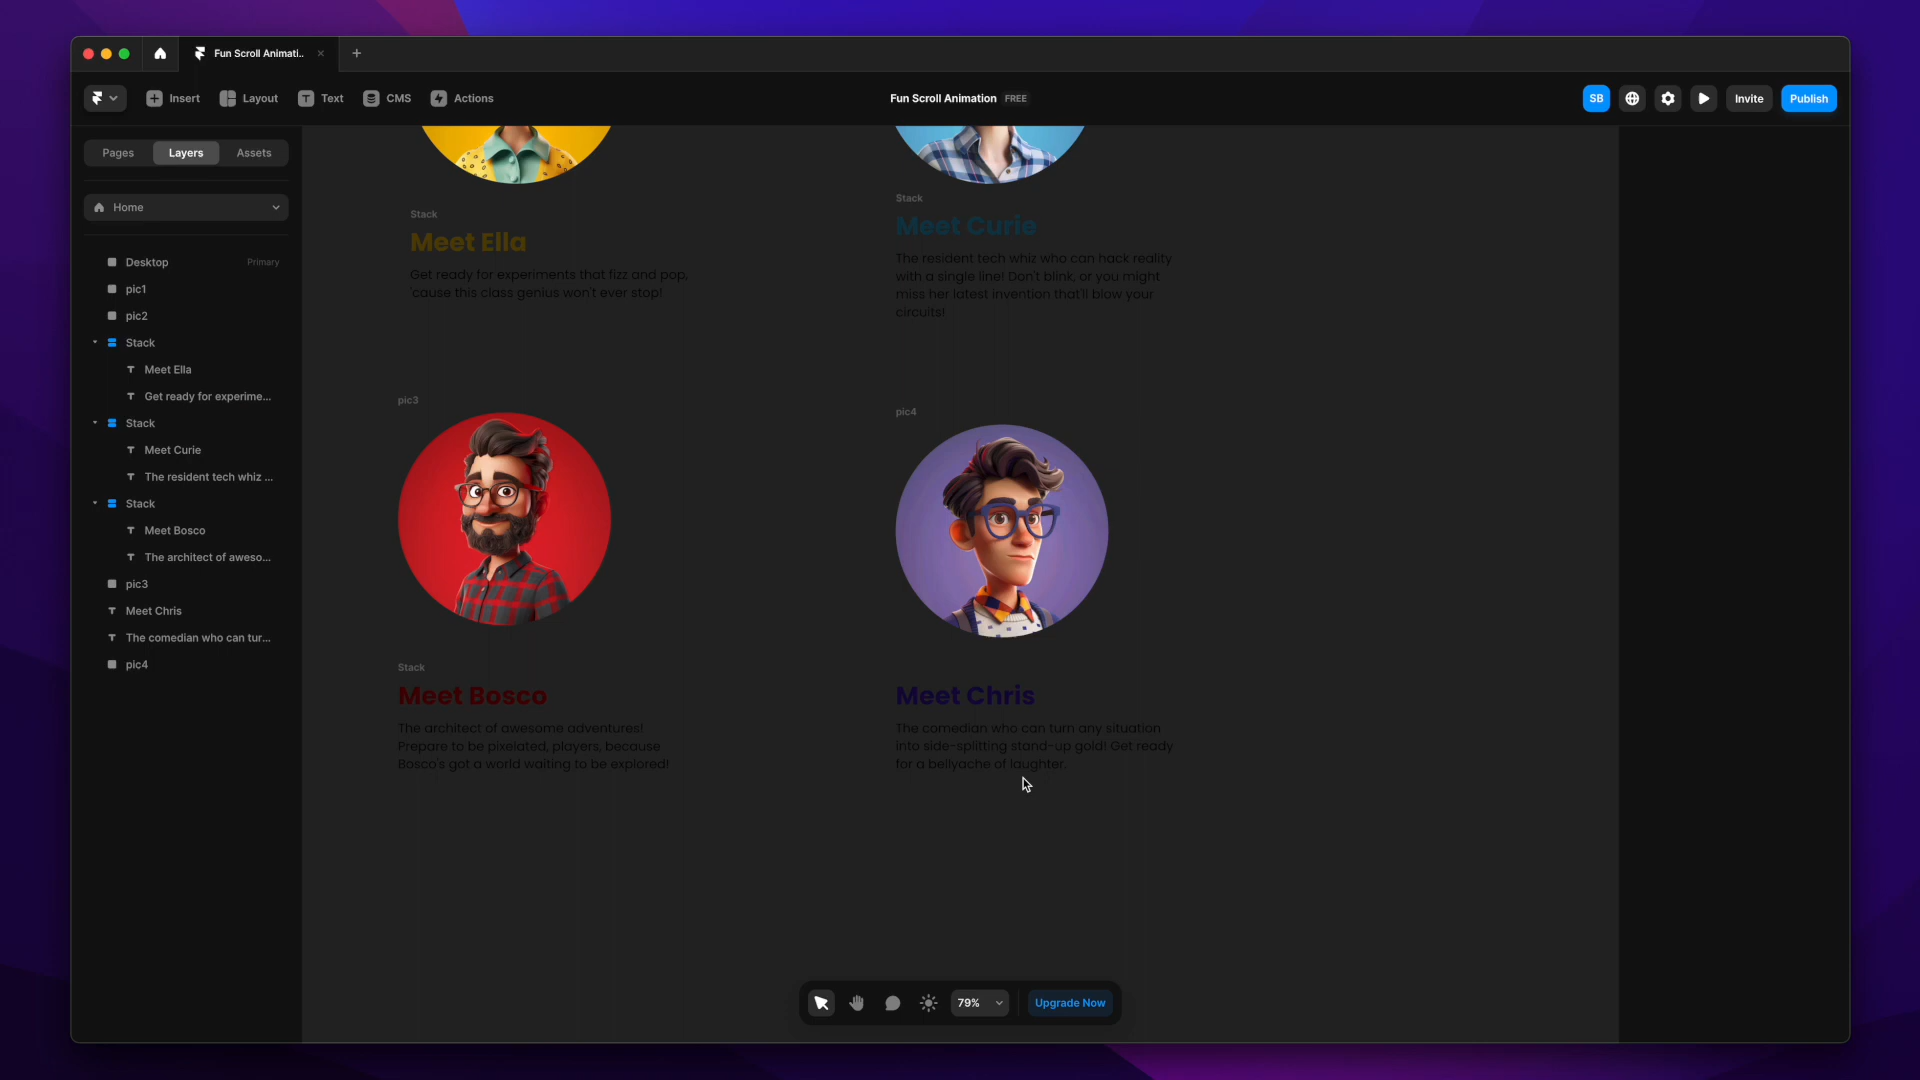 Fun Scroll Animati..
Insert
Layout
Text
CMS
Actions
Fun Scroll Animation FREE
SB
Invite
Publish
Pages
Layers
Assets
Home
Desktop
Primary
pic1
pic2
Stack
Meet Ella
Get ready for experime...
Stack
Meet Curie
The resident tech whiz ...
Stack
Meet Bosco
The architect of aweso...
pic3
Meet Chris
The comedian who can tur...
pic4
Stack
Meet Ella
Get ready for experiments that fizz and pop,
'cause this class genius won't ever stop!
Stack
Meet Curie
The resident tech whiz who can hack reality
with a single line! Don't blink, or you might
miss her latest invention that'll blow your
circuits!
pic3
pic4
Stack
Meet Bosco
The architect of awesome adventures!
Prepare to be pixelated, players, because
Bosco's got a world waiting to be explored!
Meet Chris
The comedian who can turn any situation
into side-splitting stand-up gold! Get ready
for a bellyache of laughter.
79%
Upgrade Now